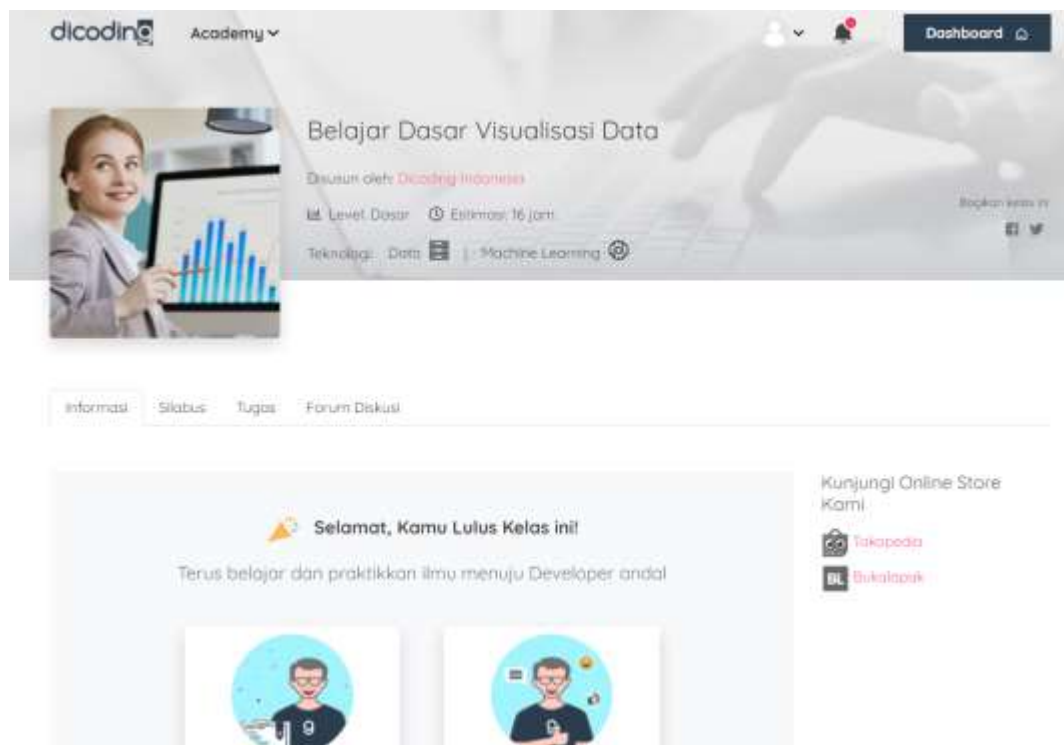 dicoding
Academy
Dashboard
Belajar Dasar Visualisasi Data
Disusun oleh: Dicoding Indonesia
Level: Dasar Estimasi: 16 jam
Teknologi: Data | Machine Learning
Bagikan kelas ini
Informasi Silabus Tugas Forum Diskusi
Selamat, Kamu Lulus Kelas ini!
Terus belajar dan praktikkan ilmu menuju Developer andal
Kunjungi Online Store
Kami
Tokopedia
BL Bukalapak